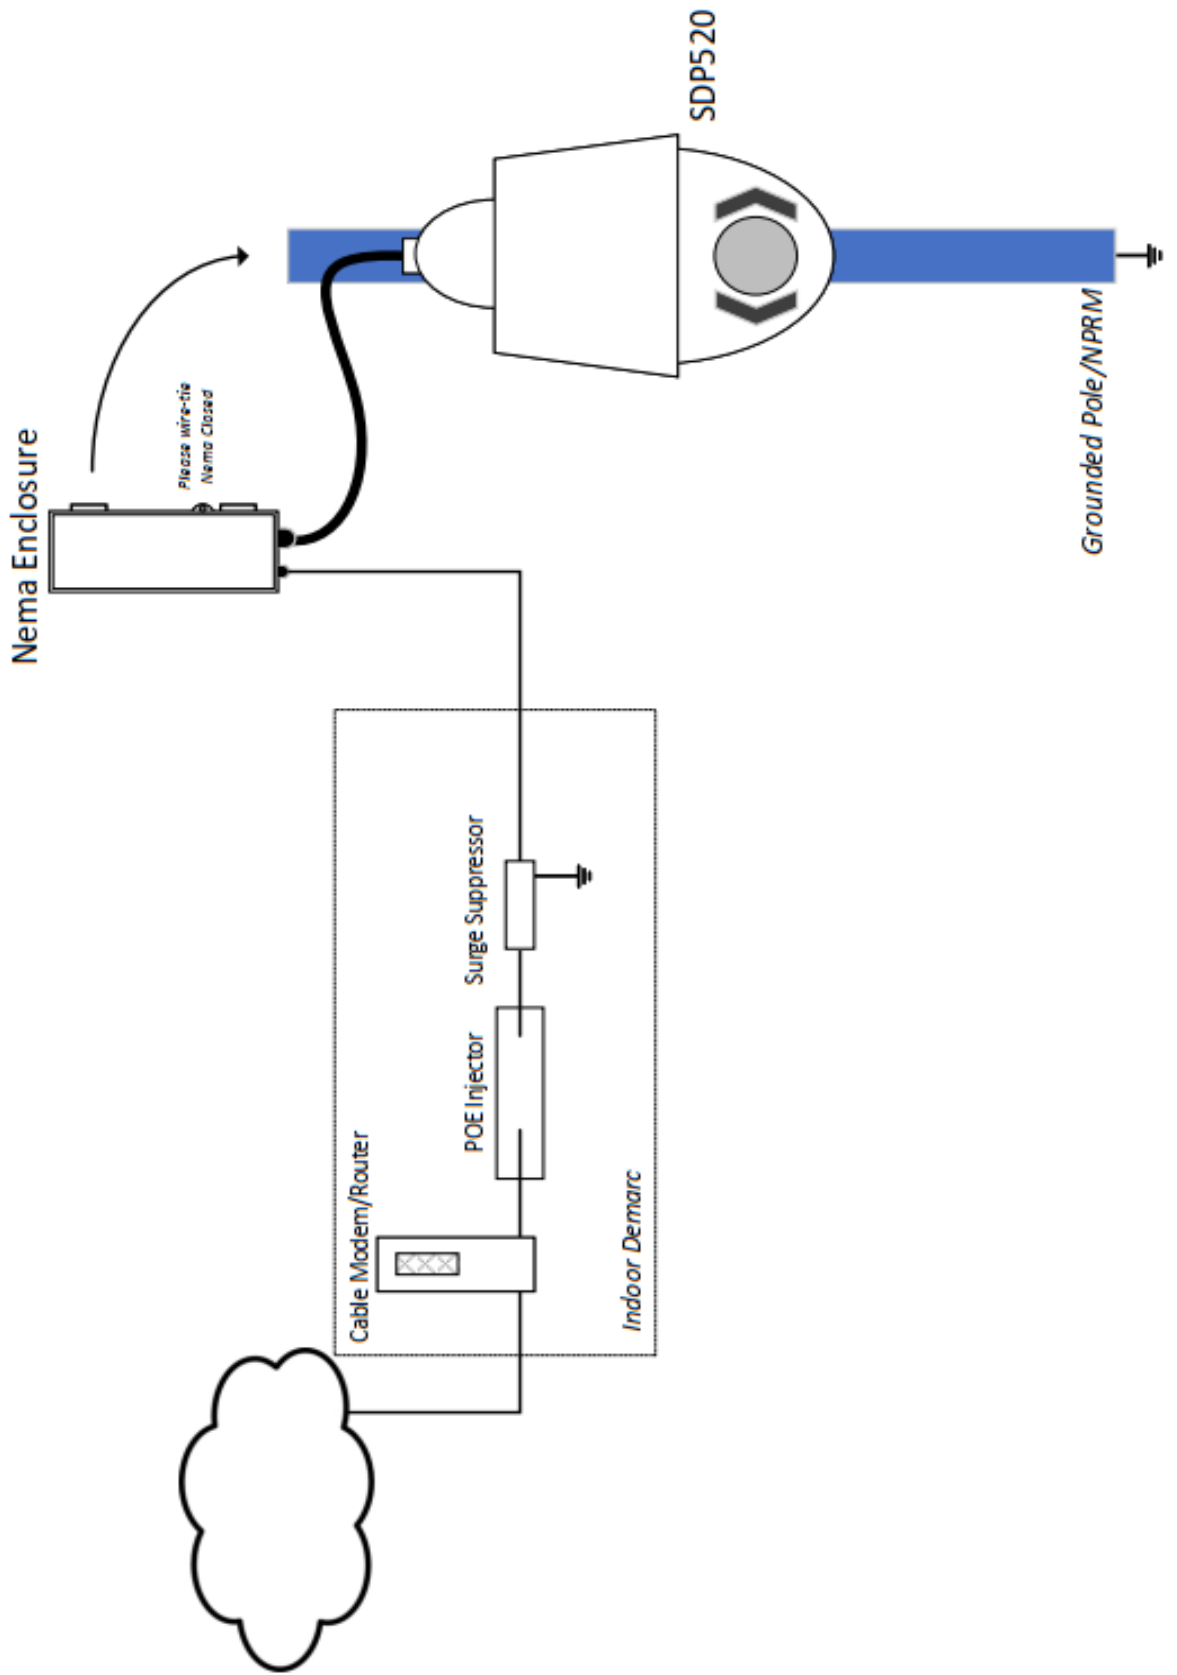 Nema Enclosure
Please wire-tie
Nema Closed
SDP520
Cable Modem/Router
POE Injector
Surge Suppressor
Indoor Demarc
Grounded Pole/NPRM